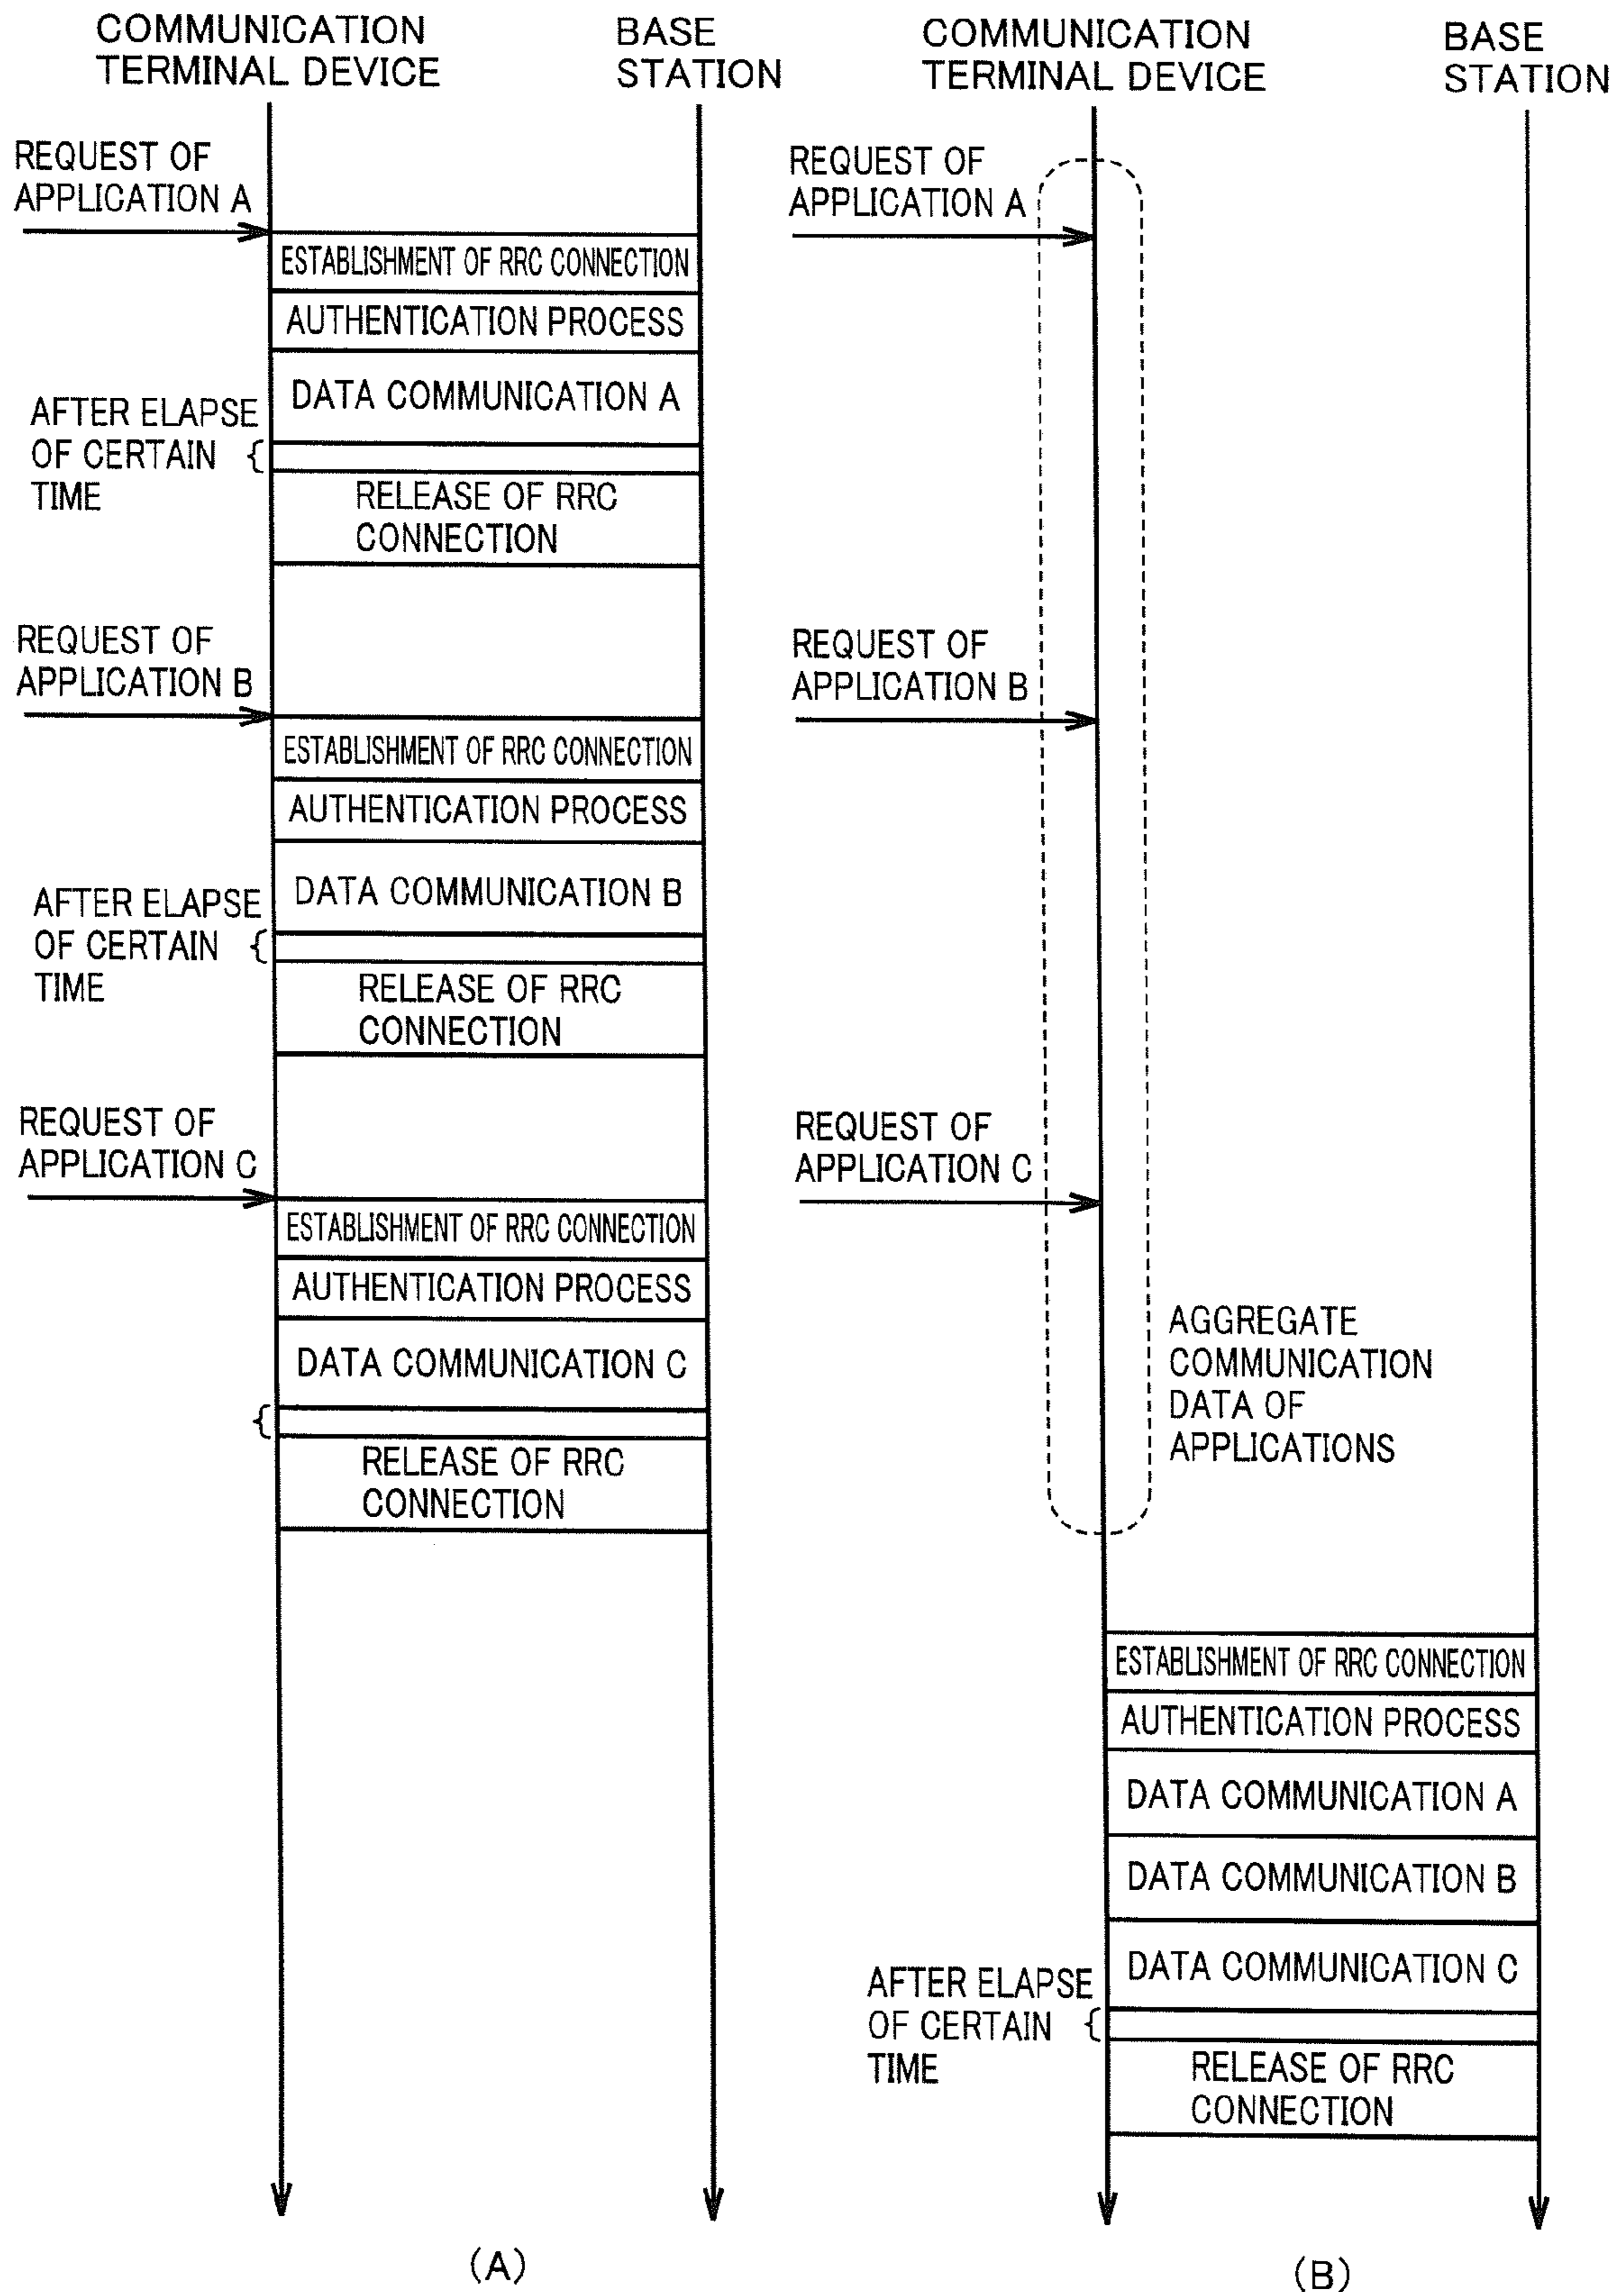 COMMUNICATION
TERMINAL DEVICE
BASE
STATION
REQUEST OF
APPLICATION A
ESTABLISHMENT OF RRC CONNECTION
AUTHENTICATION PROCESS
DATA COMMUNICATION A
AFTER ELAPSE
OF CERTAIN
TIME
RELEASE OF RRC
CONNECTION
REQUEST OF
APPLICATION B
ESTABLISHMENT OF RRC CONNECTION
AUTHENTICATION PROCESS
DATA COMMUNICATION B
AFTER ELAPSE
OF CERTAIN
TIME
RELEASE OF RRC
CONNECTION
REQUEST OF
APPLICATION C
ESTABLISHMENT OF RRC CONNECTION
AUTHENTICATION PROCESS
DATA COMMUNICATION C
RELEASE OF RRC
CONNECTION
(A)
COMMUNICATION
TERMINAL DEVICE
BASE
STATION
REQUEST OF
APPLICATION A
REQUEST OF
APPLICATION B
REQUEST OF
APPLICATION C
AGGREGATE
COMMUNICATION
DATA OF
APPLICATIONS
ESTABLISHMENT OF RRC CONNECTION
AUTHENTICATION PROCESS
DATA COMMUNICATION A
DATA COMMUNICATION B
DATA COMMUNICATION C
AFTER ELAPSE
OF CERTAIN
TIME
RELEASE OF RRC
CONNECTION
(B)